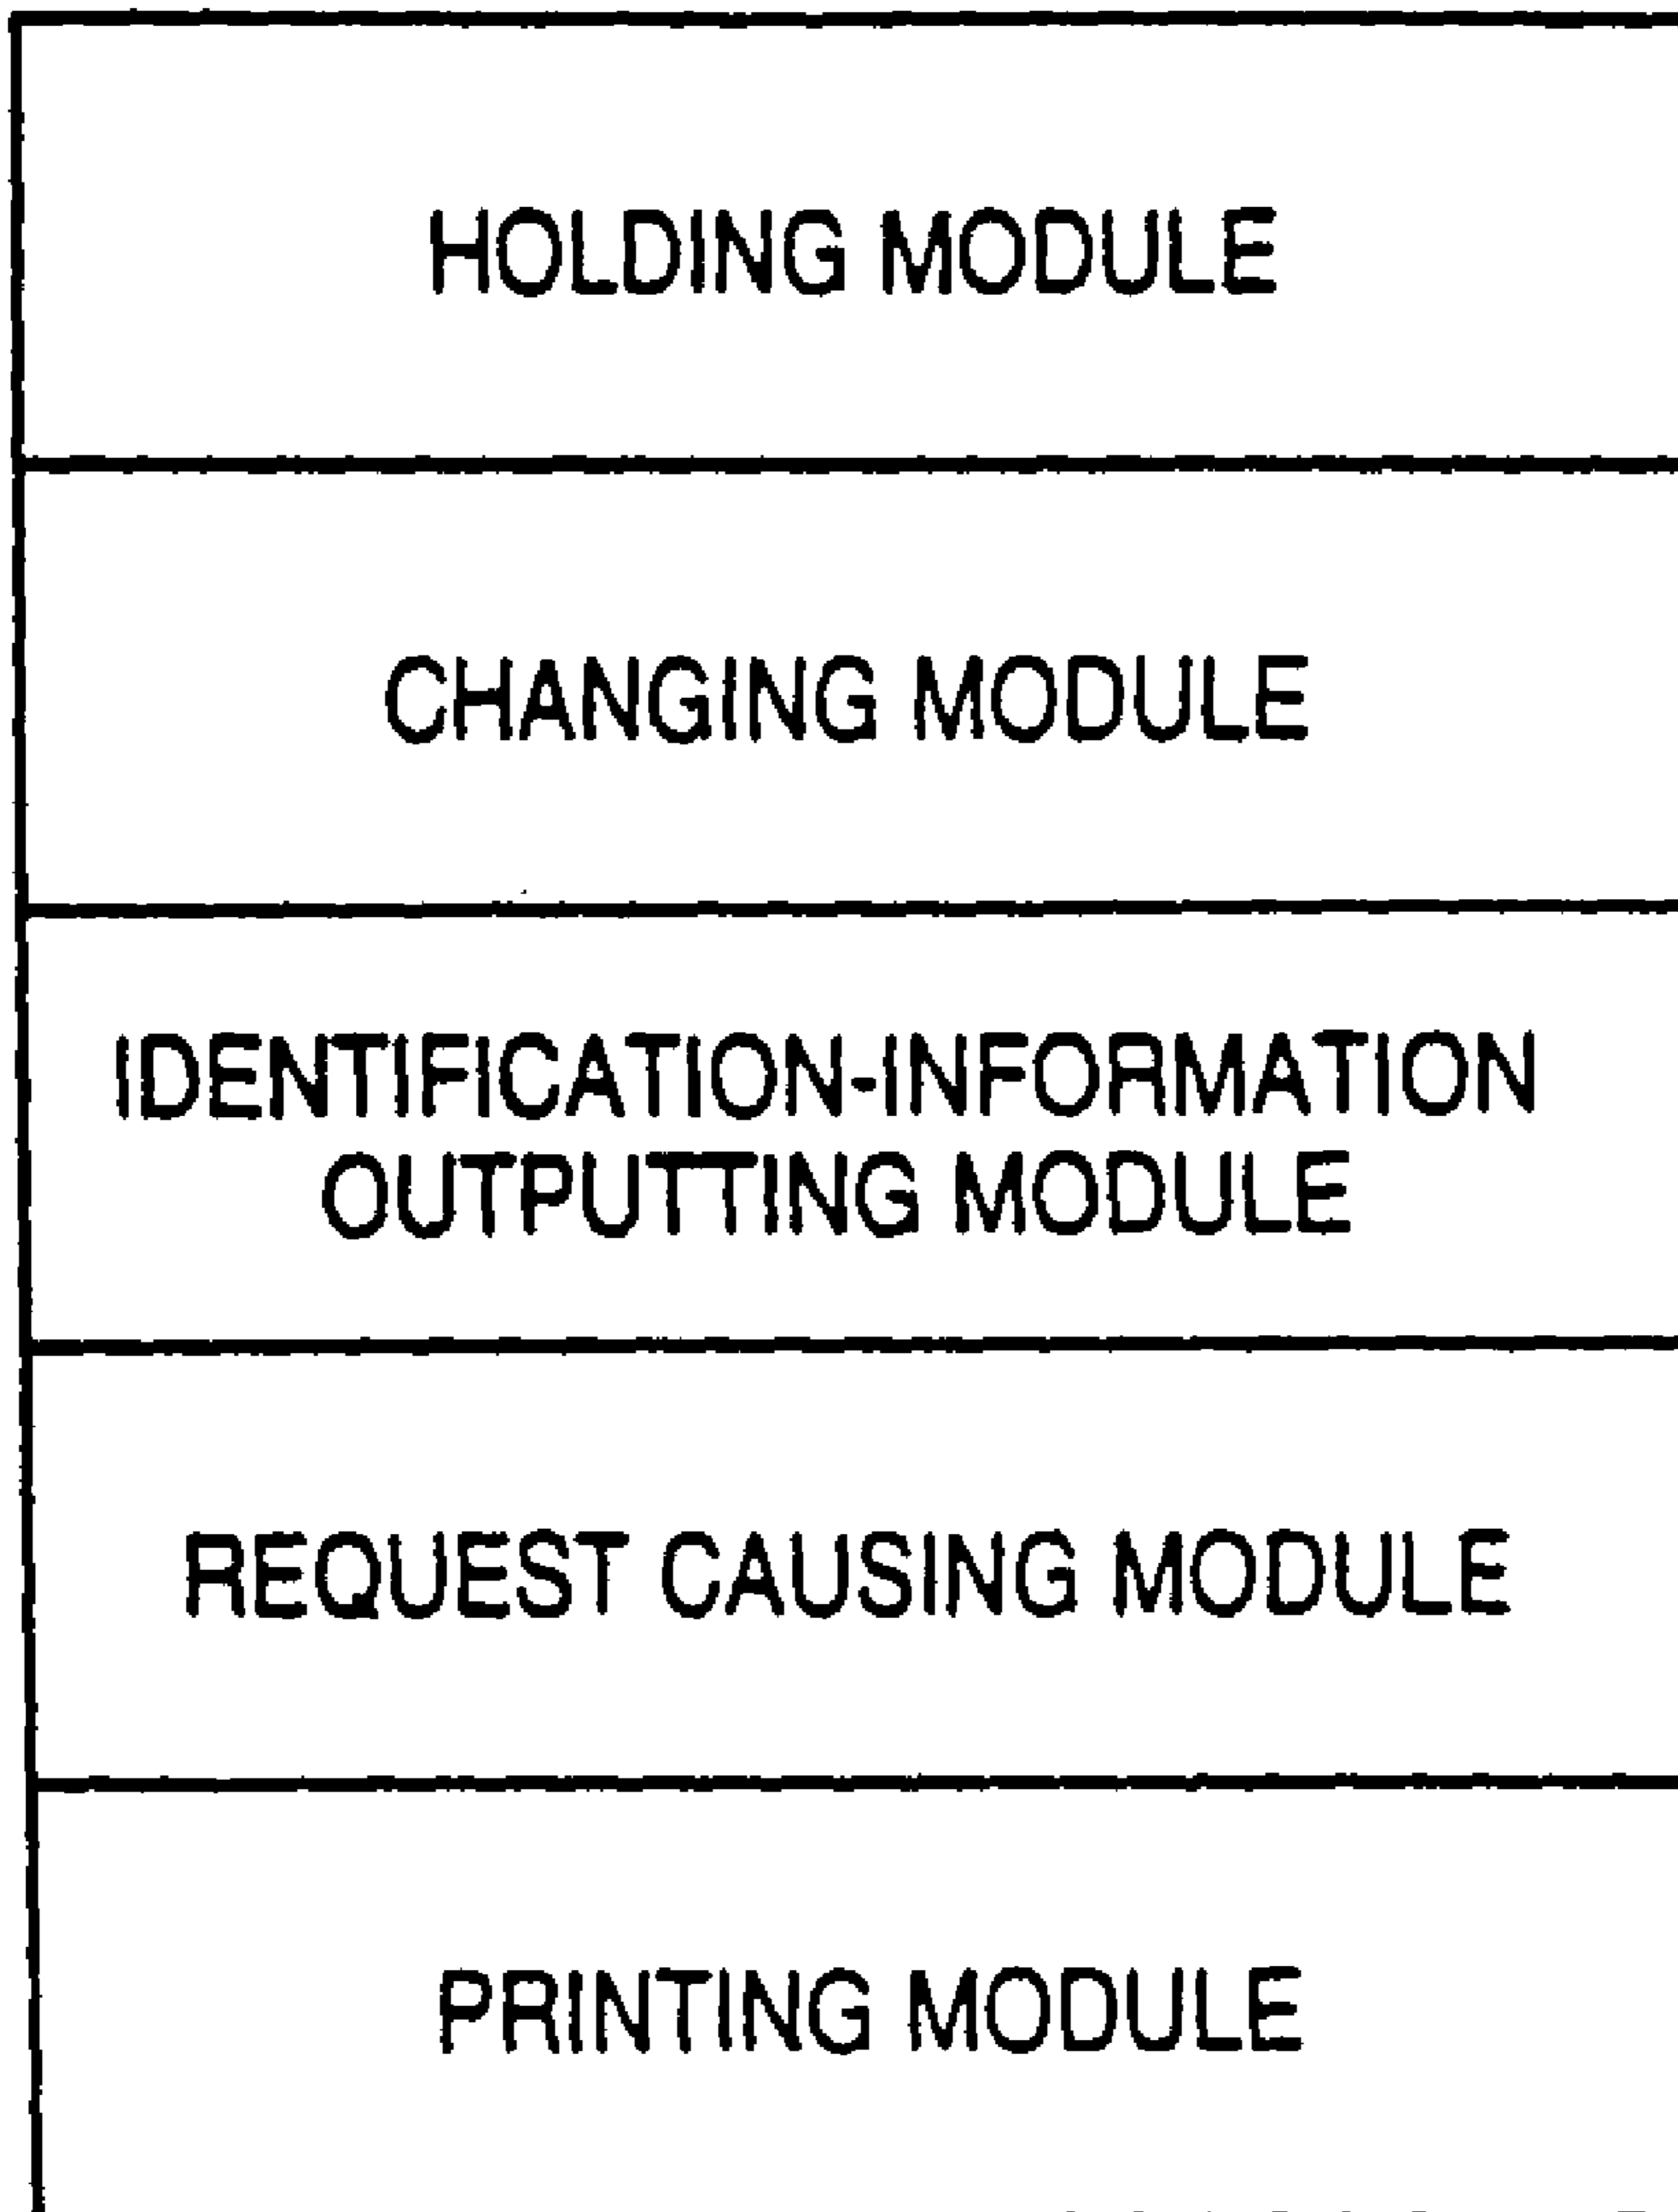 HOLDING MODULE
CHANGING MODULE
IDENTIFICATION-INFORMATION
OUTPUTTING MODULE
REQUEST CAUSING MODULE
PRINTING MODULE